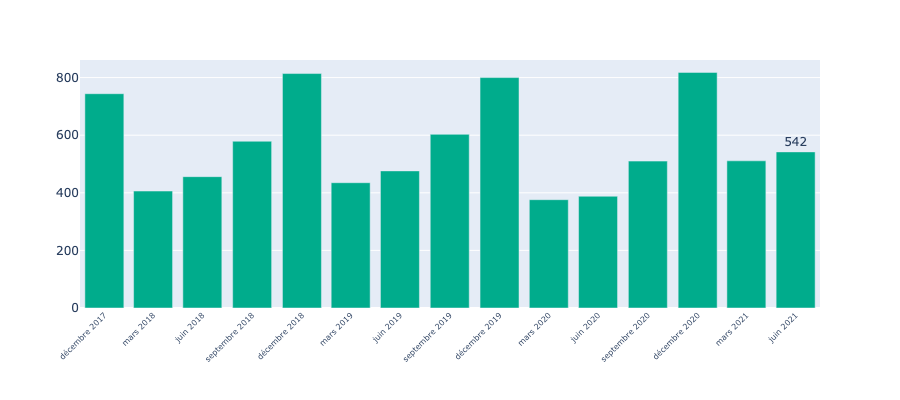 800
600
400
200
0
542
décembre 2017
mars 2018
juin 2018
septembre 2018
décembre 2018
mars 2019
juin 2019
septembre 2019
décembre 2019
mars 2020
juin 2020
septembre 2020
décembre 2020
mars 2021
juin 2021